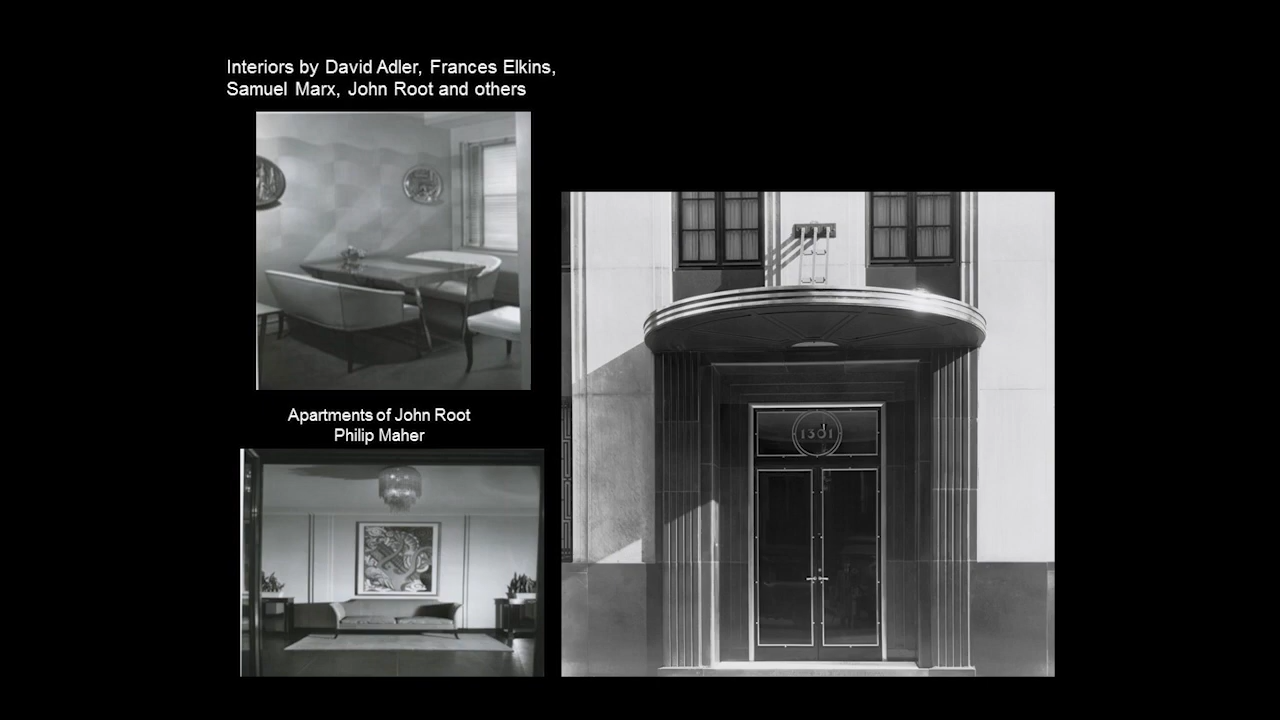 Interiors by David Adler, Frances Elkins,
Samuel Marx, John Root and others
Apartments of John Root
Philip Maher
1301